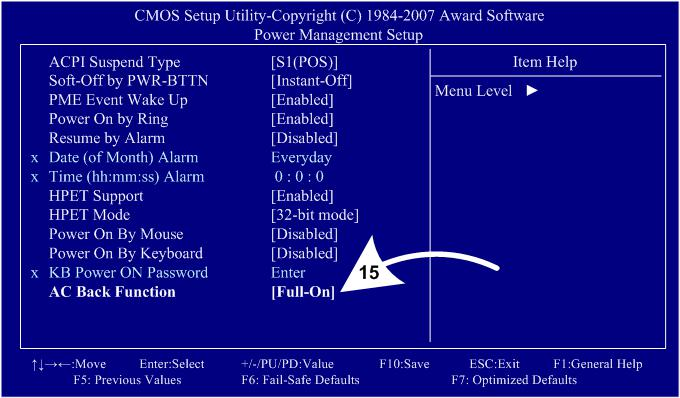 CMOS Setup Utility-Copyright (C) 1984-2007 Award Software
Power Management Setup
ACPI Suspend Type [S1(POS)]
Soft-Off by PWR-BTTN [Instant-Off]
PME Event Wake Up [Enabled]
Power On by Ring [Enabled]
Resume by Alarm [Disabled]
x Date (of Month) Alarm Everyday
x Time (hh:mm:ss) Alarm 0 : 0 : 0
HPET Support [Enabled]
HPET Mode [32-bit mode]
Power On By Mouse [Disabled]
Power On By Keyboard [Disabled]
x KB Power ON Password Enter
AC Back Function [Full-On]
15
Item Help
Menu Level ►
↑↓→←:Move Enter:Select +/-/PU/PD:Value F10:Save ESC:Exit F1:General Help
F5: Previous Values F6: Fail-Safe Defaults F7: Optimized Defaults